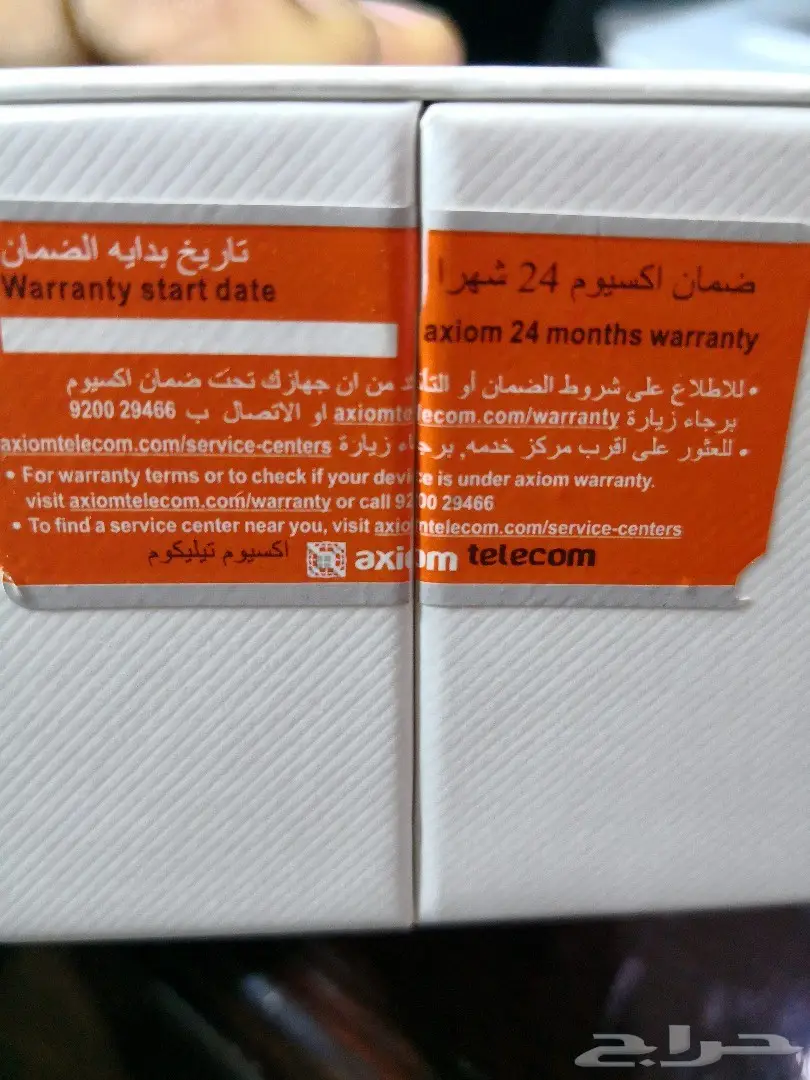 تاريخ بدايه الضمان
Warranty start date
ضمان اكسيوم 24 شهرا
axiom 24 months warranty
• للاطلاع على شروط الضمان أو التأكد من ان جهازك تحت ضمان اكسيوم
برجاء زيارة axiomtelecom.com/warranty او الاتصال ب 9200 29466
• للعثور على اقرب مركز خدمه, برجاء زيارة axiomtelecom.com/service-centers
• For warranty terms or to check if your device is under axiom warranty.
visit axiomtelecom.com/warranty or call 9200 29466
• To find a service center near you, visit axiomtelecom.com/service-centers
اكسيوم تيليكوم axiom telecom
حراج